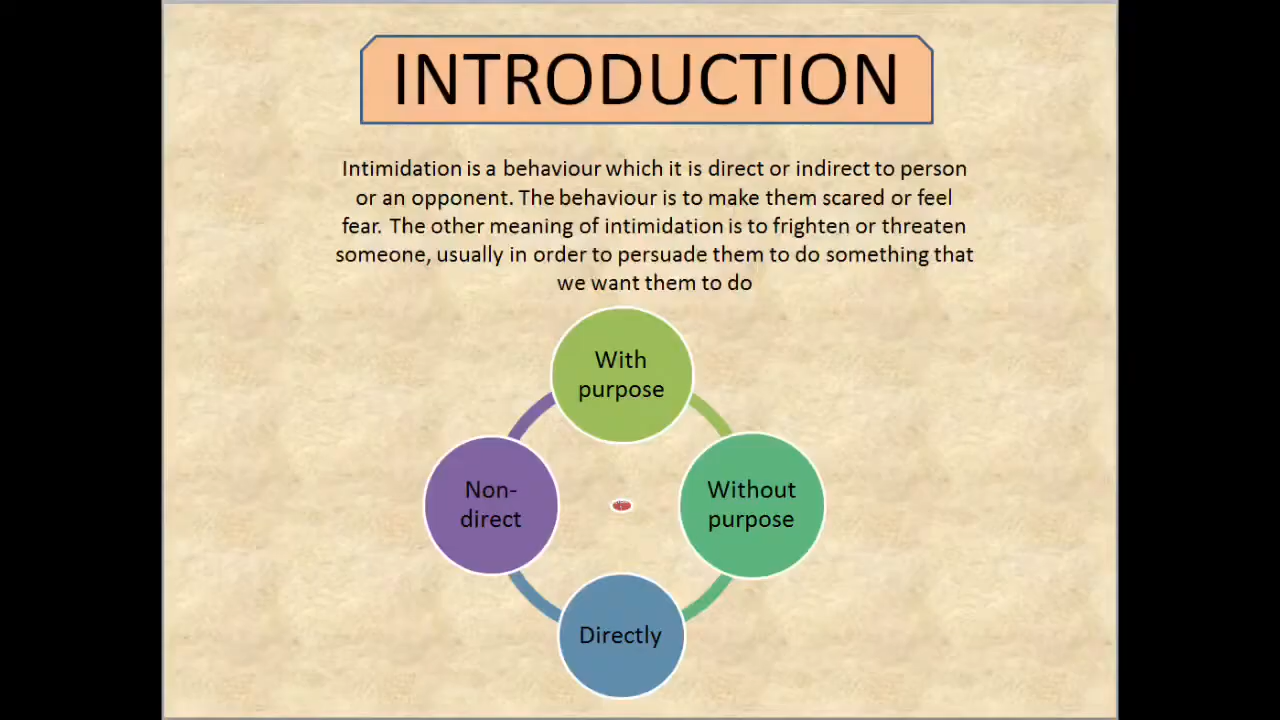 INTRODUCTION
Intimidation is a behaviour which it is direct or indirect to person
or an opponent. The behaviour is to make them scared or feel
fear. The other meaning of intimidation is to frighten or threaten
someone, usually in order to persuade them to do something that
we want them to do
With
purpose
Non-
direct
Without
purpose
Directly